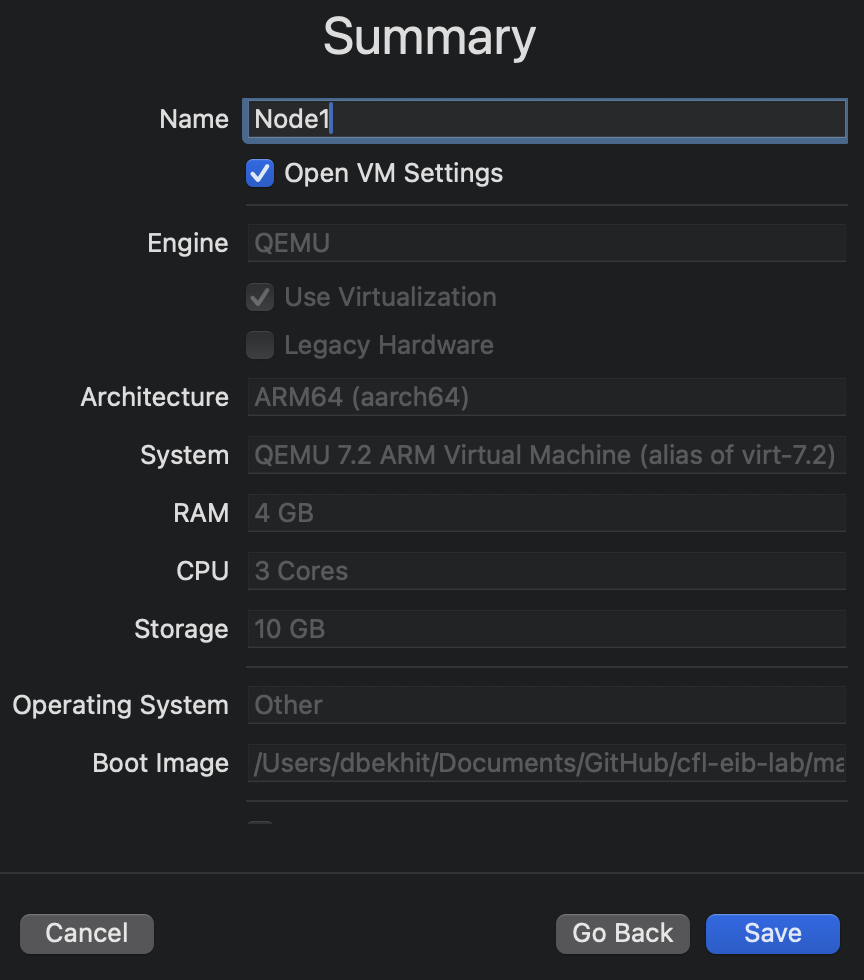 Summary
Name Node1
Open VM Settings
Engine QEMU
Use Virtualization
Legacy Hardware
Architecture ARM64 (aarch64)
System QEMU 7.2 ARM Virtual Machine (alias of virt-7.2)
RAM 4 GB
CPU 3 Cores
Storage 10 GB
Operating System Other
Boot Image /Users/dbekhit/Documents/GitHub/cfl-eib-lab/ma
Cancel Go Back Save